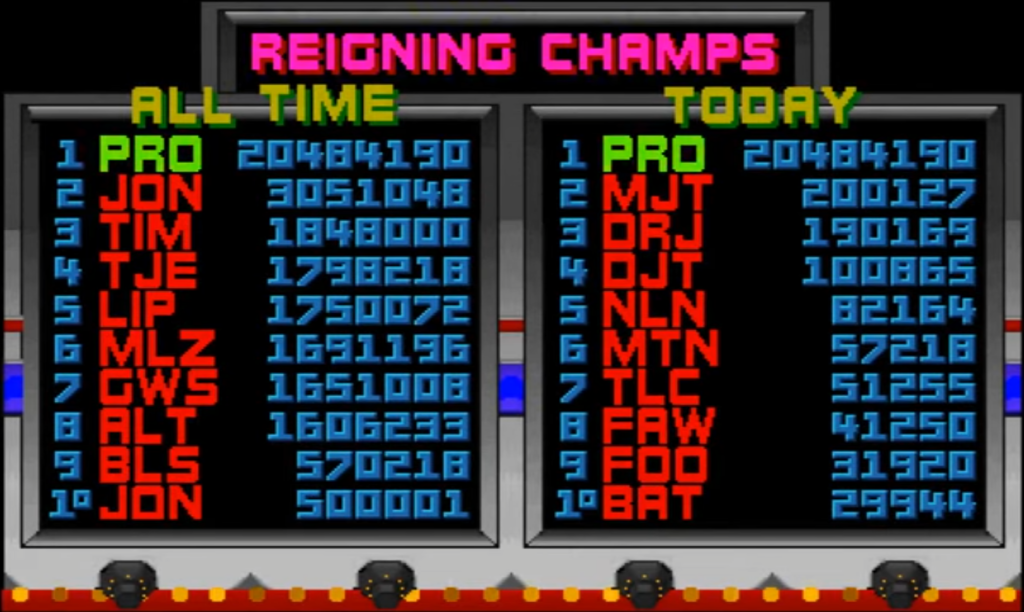 REIGNING CHAMPS
ALL TIME
1 PRO 20484190
2 JON 3051048
3 TIM 1848000
4 TJE 1798218
5 LIP 1750072
6 MLZ 1691196
7 GWS 1651008
8 ALT 1606233
9 BLS 570218
10 JON 500001
TODAY
1 PRO 20484190
2 MJT 200127
3 DRJ 190169
4 DJT 100865
5 NLN 82164
6 MTN 57218
7 TLC 51255
8 FAW 41250
9 FOO 31920
10 BAT 29944